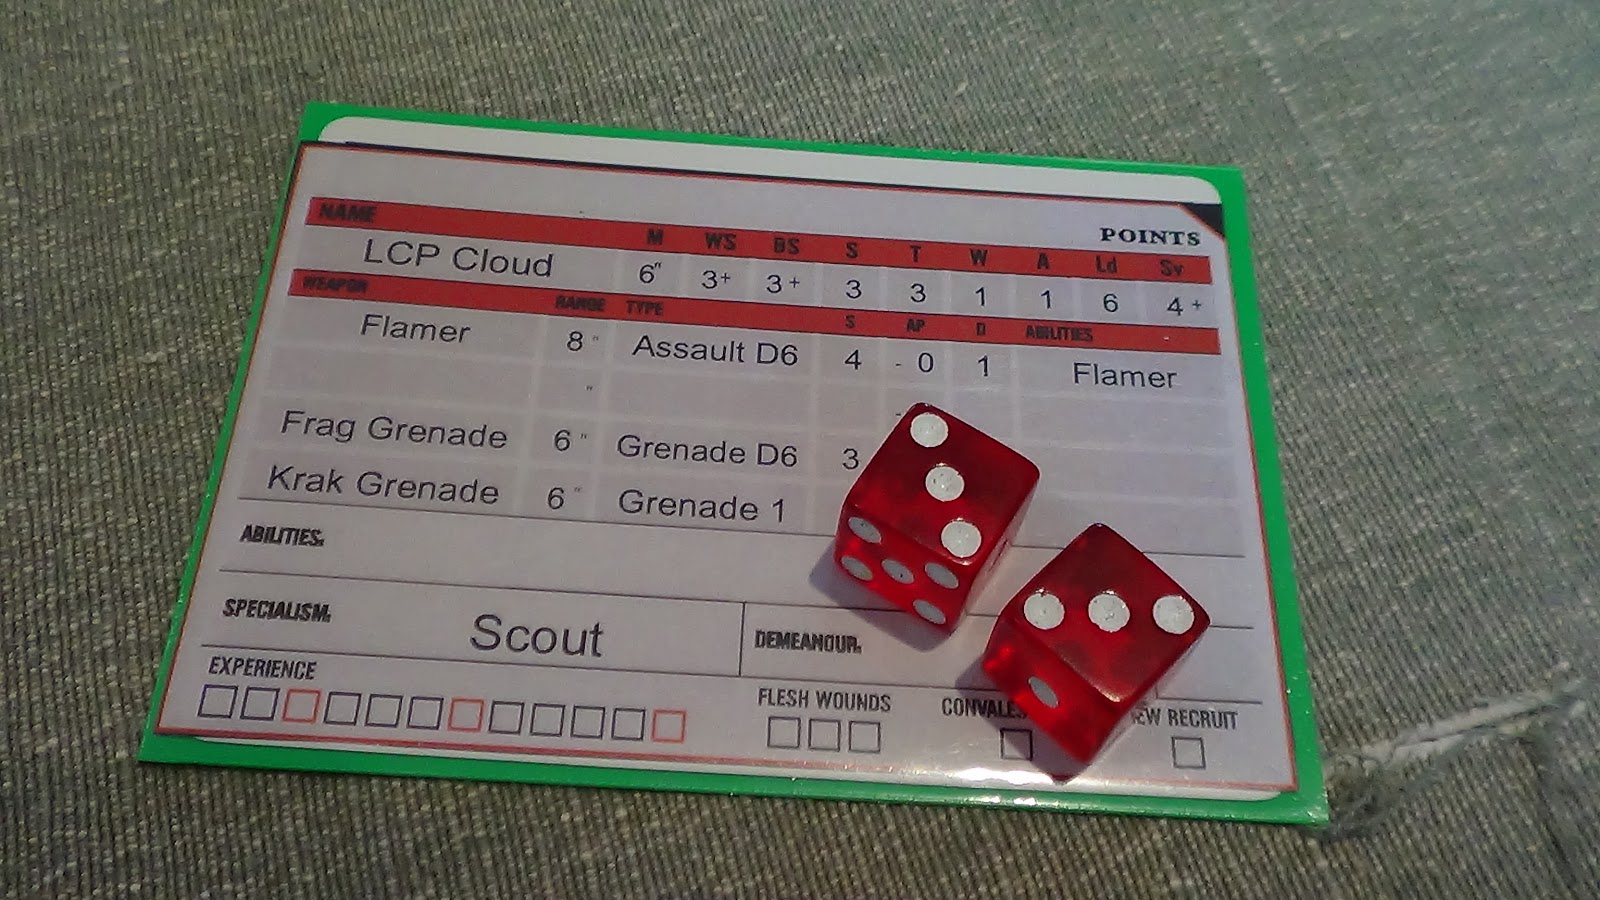 POINTS
NAME M WS BS S T W A Ld Sv
LCP Cloud 6" 3+ 3+ 3 3 1 1 6 4+
WEAPON RANGE TYPE S AP D ABILITIES
Flamer 8" Assault D6 4 - 0 1 Flamer
" -
Frag Grenade 6" Grenade D6 3
Krak Grenade 6" Grenade 1
ABILITIES:
SPECIALISM: Scout DEMEANOUR:
EXPERIENCE FLESH WOUNDS